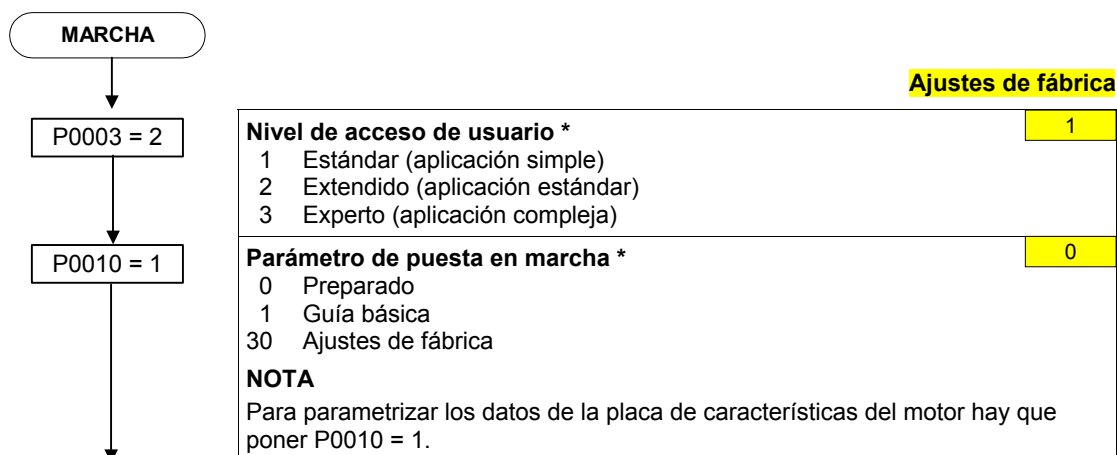 MARCHA
Ajustes de fábrica
P0003 = 2
Nivel de acceso de usuario *
1
1 Estándar (aplicación simple)
2 Extendido (aplicación estándar)
3 Experto (aplicación compleja)
P0010 = 1
Parámetro de puesta en marcha *
0
0 Preparado
1 Guía básica
30 Ajustes de fábrica
NOTA
Para parametrizar los datos de la placa de características del motor hay que
poner P0010 = 1.